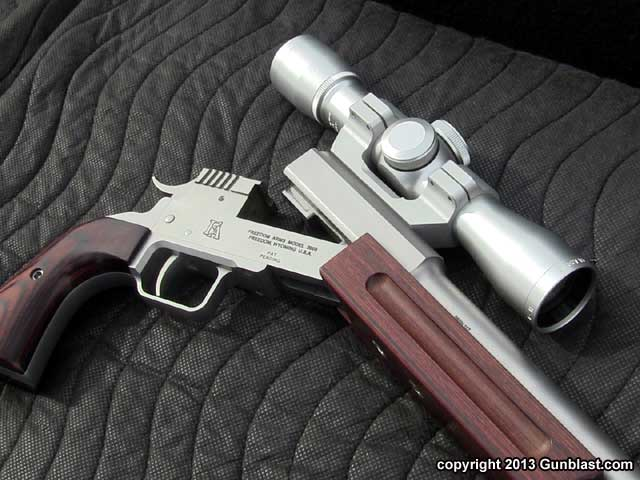 FREEDOM ARMS MODEL 2008
FREEDOM, WYOMING U.S.A.
PAT
PENDING
copyright 2013 Gunblast.com